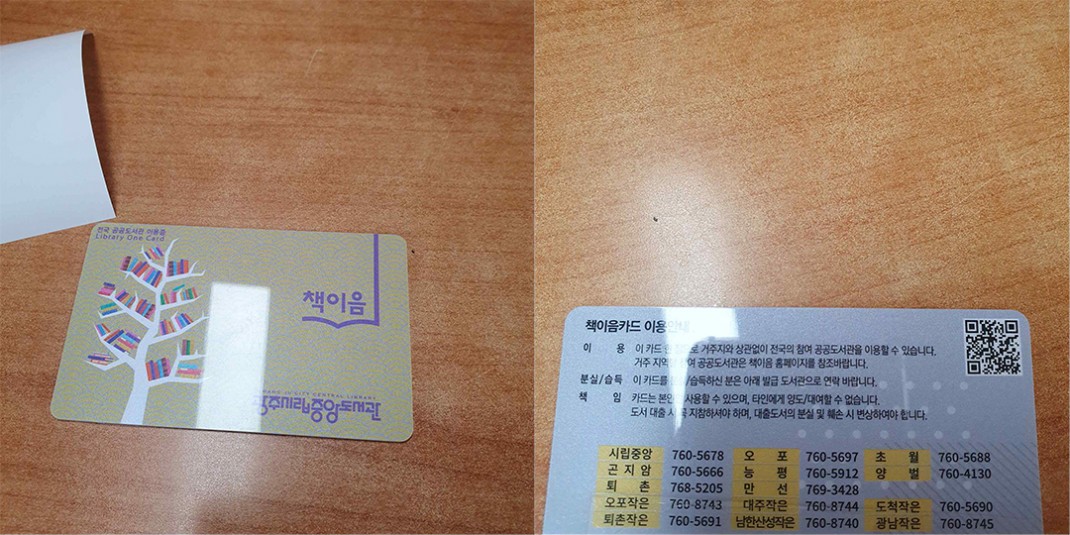 전국 공공도서관 이용증
Library One Card
책이음
CITY CENTRAL LIBRARY
광주시립중앙도서관
책이음카드 이용안내
이 용 이 카드 거주지와 상관없이 전국의 참여 공공도서관을 이용할 수 있습니다.
거주 지역 공공도서관은 책이음 홈페이지를 참조바랍니다.
분실/습득 이 카드를 /습득하신 분은 아래 발급 도서관으로 연락 바랍니다.
책 임 카드는 본인 사용할 수 있으며, 타인에게 양도/대여할 수 없습니다.
도서 대출 시 지참하셔야 하며, 대출도서의 분실 및 훼손 시 변상하여야 합니다.
시립중앙 760-5678 오 포 760-5697 초 월 760-5688
곤지암 760-5666 능 평 760-5912 양 벌 760-4130
퇴 촌 768-5205 만 선 769-3428
오포작은 760-8743 대주작은 760-8744 도척작은 760-5690
퇴촌작은 760-5691 남한산성작은 760-8740 광남작은 760-8745